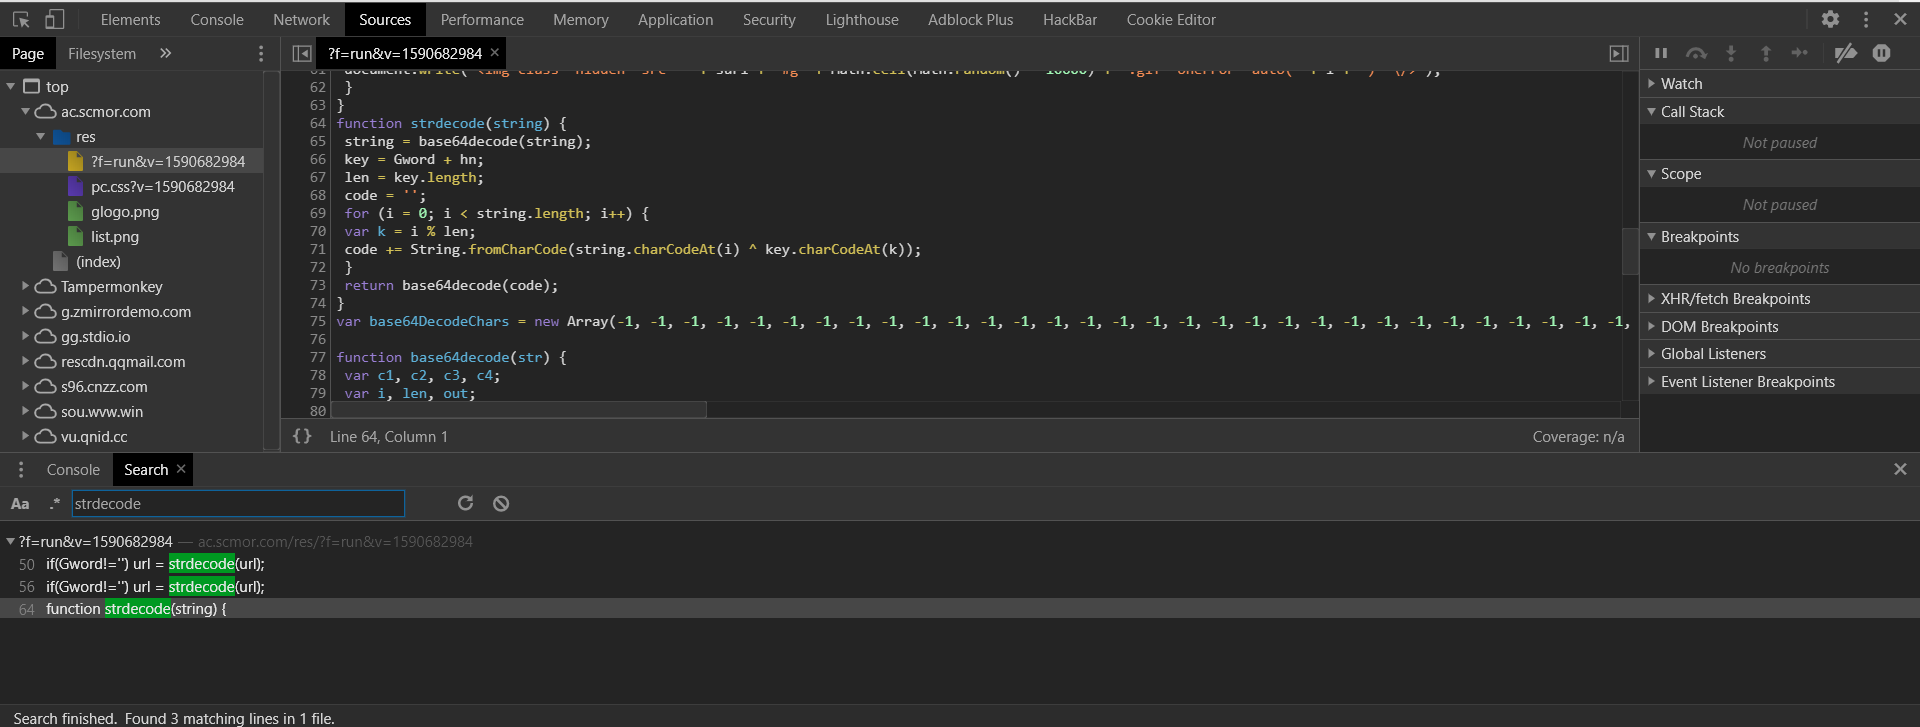 Elements Console Network Sources Performance Memory Application Security Lighthouse Adblock Plus HackBar Cookie Editor
Page Filesystem »
top
ac.scmor.com
res
?f=run&v=1590682984
pc.css?v=1590682984
glogo.png
list.png
(index)
Tampermonkey
g.zmirrordemo.com
gg.stdio.io
rescdn.qqmail.com
s96.cnzz.com
sou.wvw.win
vu.qnid.cc
?f=run&v=1590682984 ×
62 }
63 }
64 function strdecode(string) {
65 string = base64decode(string);
66 key = Gword + hn;
67 len = key.length;
68 code = '';
69 for (i = 0; i < string.length; i++) {
70 var k = i % len;
71 code += String.fromCharCode(string.charCodeAt(i) ^ key.charCodeAt(k));
72 }
73 return base64decode(code);
74 }
75 var base64DecodeChars = new Array(-1, -1, -1, -1, -1, -1, -1, -1, -1, -1, -1, -1, -1, -1, -1, -1, -1, -1, -1, -1, -1, -1, -1, -1, -1, -1, -1, -1, -1, -1, -1,
76
77 function base64decode(str) {
78 var c1, c2, c3, c4;
79 var i, len, out;
80
{} Line 64, Column 1
Coverage: n/a
Watch
Call Stack
Not paused
Scope
Not paused
Breakpoints
No breakpoints
XHR/fetch Breakpoints
DOM Breakpoints
Global Listeners
Event Listener Breakpoints
Console Search ×
Aa .* strdecode
?f=run&v=1590682984 — ac.scmor.com/res/?f=run&v=1590682984
50 if(Gword!='') url = strdecode(url);
56 if(Gword!='') url = strdecode(url);
64 function strdecode(string) {
Search finished. Found 3 matching lines in 1 file.